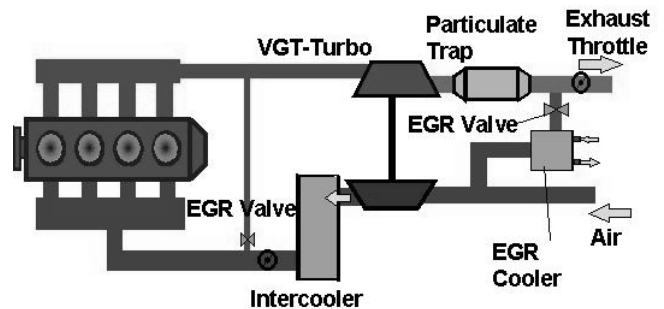 Particulate
Trap
Exhaust
Throttle
VGT-Turbo
EGR Valve
EGR Valve
Air
EGR
Cooler
Intercooler